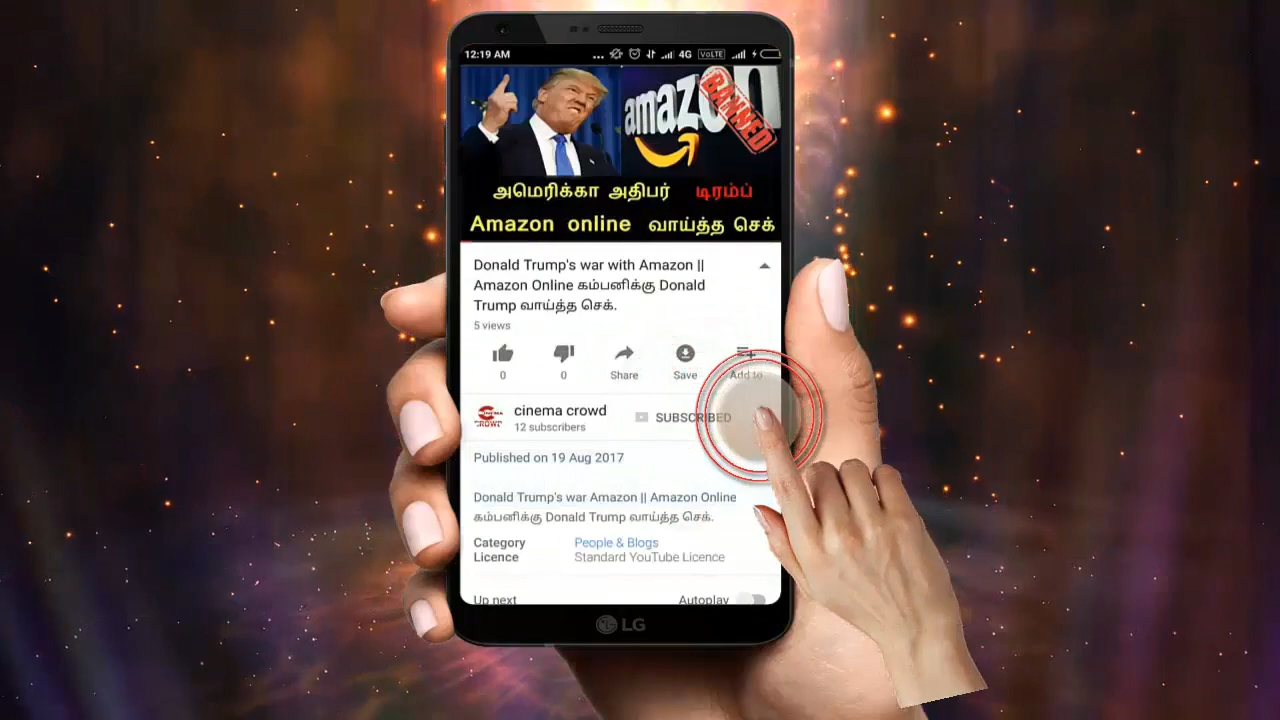 12:19 AM
4G
VoLTE
amazon
BANNED
அமெரிக்கா அதிபர் டிரம்ப்
Amazon online வாய்த்த செக்
Donald Trump's war with Amazon ||
Amazon Online கம்பனிக்கு Donald
Trump வாய்த்த செக்.
5 views
0 0 Share Save Add to
CINEMA
CROWD
cinema crowd
SUBSCRIBED
12 subscribers
Published on 19 Aug 2017
Donald Trump's war Amazon || Amazon Online
கம்பனிக்கு Donald Trump வாய்த்த செக்.
Category People & Blogs
Licence Standard YouTube Licence
Up next Autoplay
LG